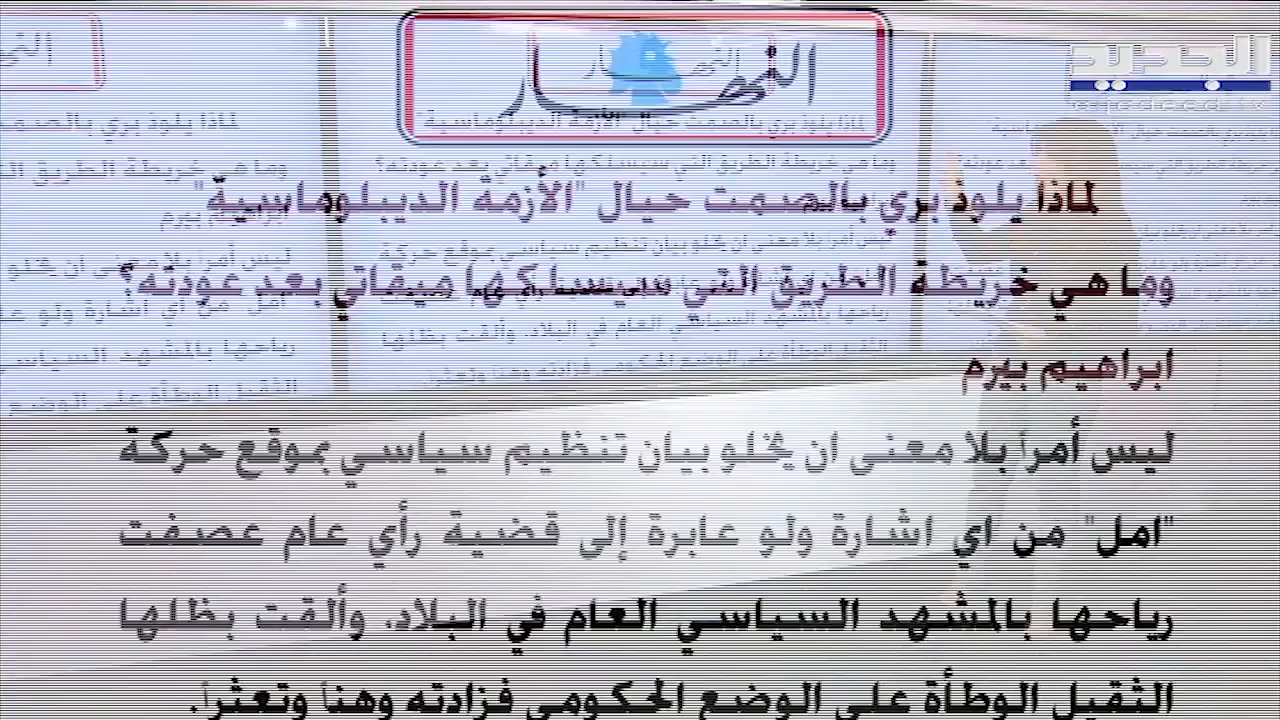 النهار
الجديد
aljadeed.tv
لماذا يلوذ بري بالصمت حيال "الأزمة الديبلوماسية"
وما هي خريطة الطريق التي سيسلكها ميقاتي بعد عودته؟
ابراهيم بيرم
ليس أمراً بلا معنى ان يخلو بيان تنظيم سياسي بموقع حركة
"امل" من اي اشارة ولو عابرة إلى قضية رأي عام عصفت
رياحها بالمشهد السياسي العام في البلاد، وألقت بظلها
الثقيل الوطأة على الوضع الحكومي فزادته وهناً وتعثراً.